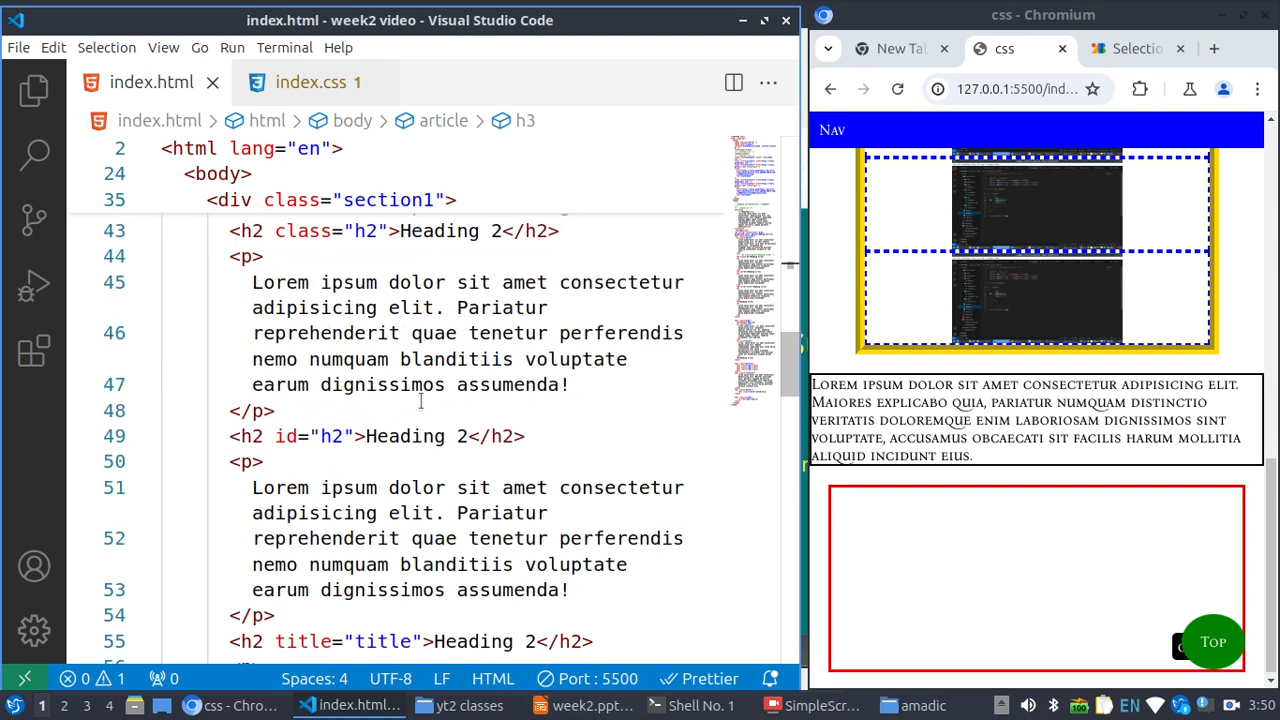 index.html - week2 video - Visual Studio Code
File Edit Selection View Go Run Terminal Help
index.html
index.css 1
index.html > html > body > article > h3
2 <html lang="en">
24 <body>
35 <div class="section1">
43 <h2 class="h2">Heading 2</h2>
44 <p>
45 Lorem ipsum dolor sit amet consectetur
adipisicing elit. Pariatur
46 reprehenderit quae tenetur perferendis
nemo numquam blanditiis voluptate
47 earum dignissimos assumenda!
48 </p>
49 <h2 id="h2">Heading 2</h2>
50 <p>
51 Lorem ipsum dolor sit amet consectetur
adipisicing elit. Pariatur
52 reprehenderit quae tenetur perferendis
nemo numquam blanditiis voluptate
53 earum dignissimos assumenda!
54 </p>
55 <h2 title="title">Heading 2</h2>
0 1 0 Spaces: 4 UTF-8 LF HTML Port : 5500 Prettier
css - Chromium
New Tab
css
Selectio
127.0.0.1:5500/ind...
Nav
Lorem ipsum dolor sit amet consectetur adipisicing elit.
Maiores explicabo quia, pariatur numquam distinctio
veritatis doloremque enim laboriosam dignissimos sint
voluptate, accusamus obcaecati sit facilis harum mollitia
aliquid incidunt eius.
Top
1 2 3 4 css - Chro... index.html... yt2 classes week2.ppt... Shell No. 1 SimpleScr... amadic 100 EN 3:50